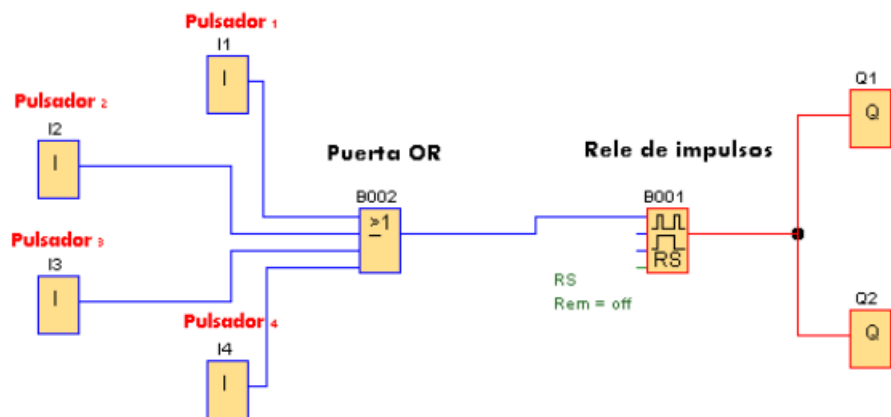 Pulsador 1
I1
I
Pulsador 2
I2
I
Puerta OR
B002
>1
Rele de impulsos
B001
RS
RS
Rem = off
Q1
Q
Pulsador 3
I3
I
Pulsador 4
I4
I
Q2
Q